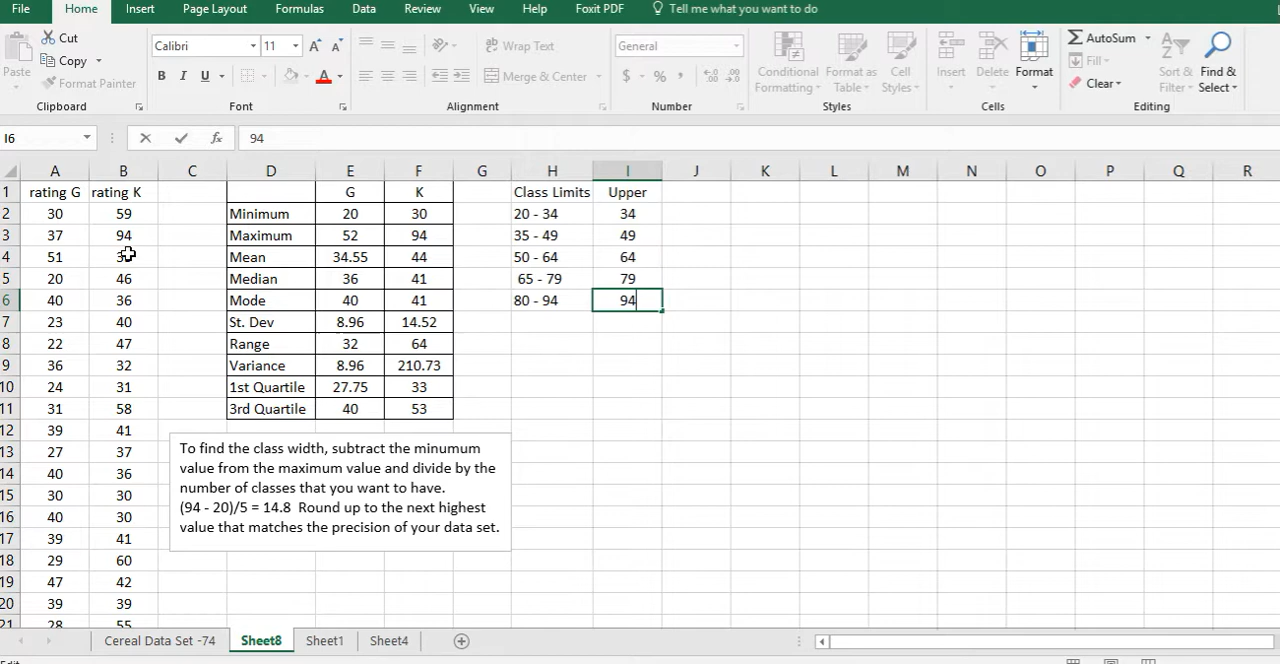 File Home Insert Page Layout Formulas Data Review View Help Foxit PDF Tell me what you want to do
Paste Cut Copy Format Painter Clipboard
Calibri 11 A A B I U A Font
Wrap Text Merge & Center Alignment
General $ % , .00 .0 Number
Conditional Formatting Format as Table Cell Styles Styles
Insert Delete Format Cells
AutoSum Fill Clear Sort & Filter Find & Select Editing
I6 fx 94
A B C D E F G H I J K L M N O P Q R
1 rating G rating K G K Class Limits Upper
2 30 59 Minimum 20 30 20 - 34 34
3 37 94 Maximum 52 94 35 - 49 49
4 51 Mean 34.55 44 50 - 64 64
5 20 46 Median 36 41 65 - 79 79
6 40 36 Mode 40 41 80 - 94 94
7 23 40 St. Dev 8.96 14.52
8 22 47 Range 32 64
9 36 32 Variance 8.96 210.73
10 24 31 1st Quartile 27.75 33
11 31 58 3rd Quartile 40 53
12 39 41
13 27 37
14 40 36
15 30 30
16 40 30
17 39 41
18 29 60
19 47 42
20 39 39
21 28 55
To find the class width, subtract the minumum
value from the maximum value and divide by the
number of classes that you want to have.
(94 - 20)/5 = 14.8 Round up to the next highest
value that matches the precision of your data set.
Cereal Data Set -74 Sheet8 Sheet1 Sheet4